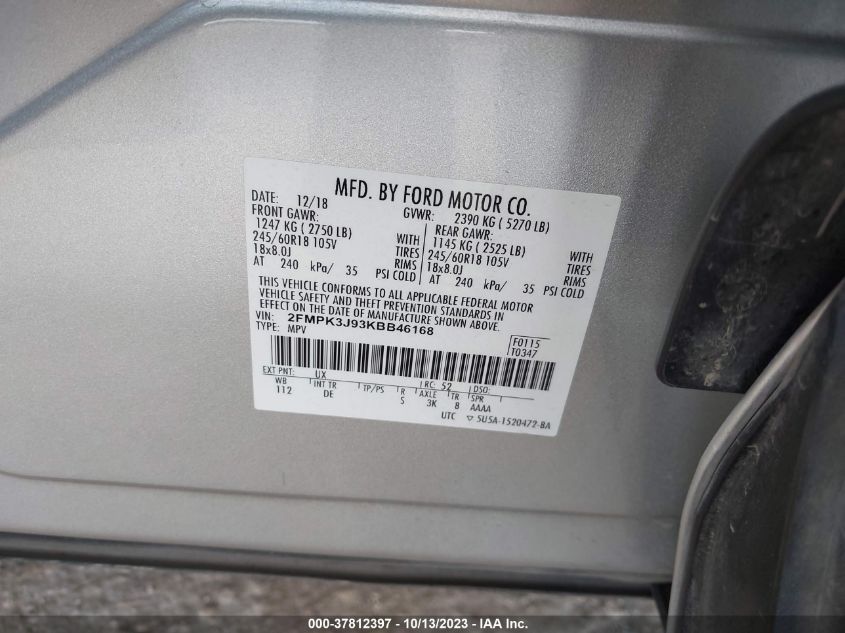 MFD. BY FORD MOTOR CO.
DATE: 12/18 GVWR: 2390 KG ( 5270 LB)
FRONT GAWR: REAR GAWR:
1247 KG ( 2750 LB) WITH 1145 KG ( 2525 LB) WITH
245/60R18 105V TIRES 245/60R18 105V TIRES
18x8.0J RIMS 18x8.0J RIMS
AT 240 kPa/ 35 PSI COLD AT 240 kPa/ 35 PSI COLD
THIS VEHICLE CONFORMS TO ALL APPLICABLE FEDERAL MOTOR
VEHICLE SAFETY AND THEFT PREVENTION STANDARDS IN
EFFECT ON THE DATE OF MANUFACTURE SHOWN ABOVE.
VIN: 2FMPK3J93KBB46168
TYPE: MPV
F0115
T0347
EXT PNT: UX RC: 52 DSO:
WB INT TR TP/PS R AXLE TR SPR
112 DE S 3K 8 AAAA
UTC ▽ 5U5A-1520472-BA
000-37812397 | 10/13/2023 - IAA Inc.